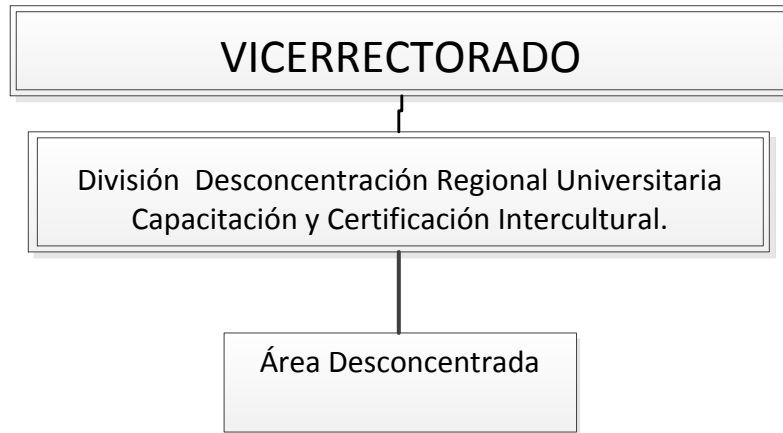 VICERRECTORADO
División  Desconcentración Regional Universitaria
Capacitación y Certificación Intercultural.
Área Desconcentrada